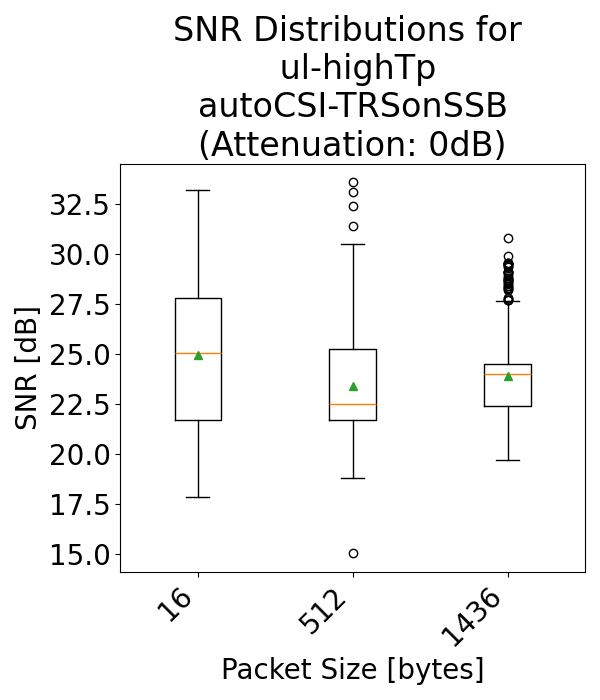 SNR Distributions for
ul-highTp
autoCSI-TRSonSSB
(Attenuation: 0dB)
32.5
30.0
27.5
25.0
22.5
20.0
17.5
15.0
SNR [dB]
16
512
1436
Packet Size [bytes]